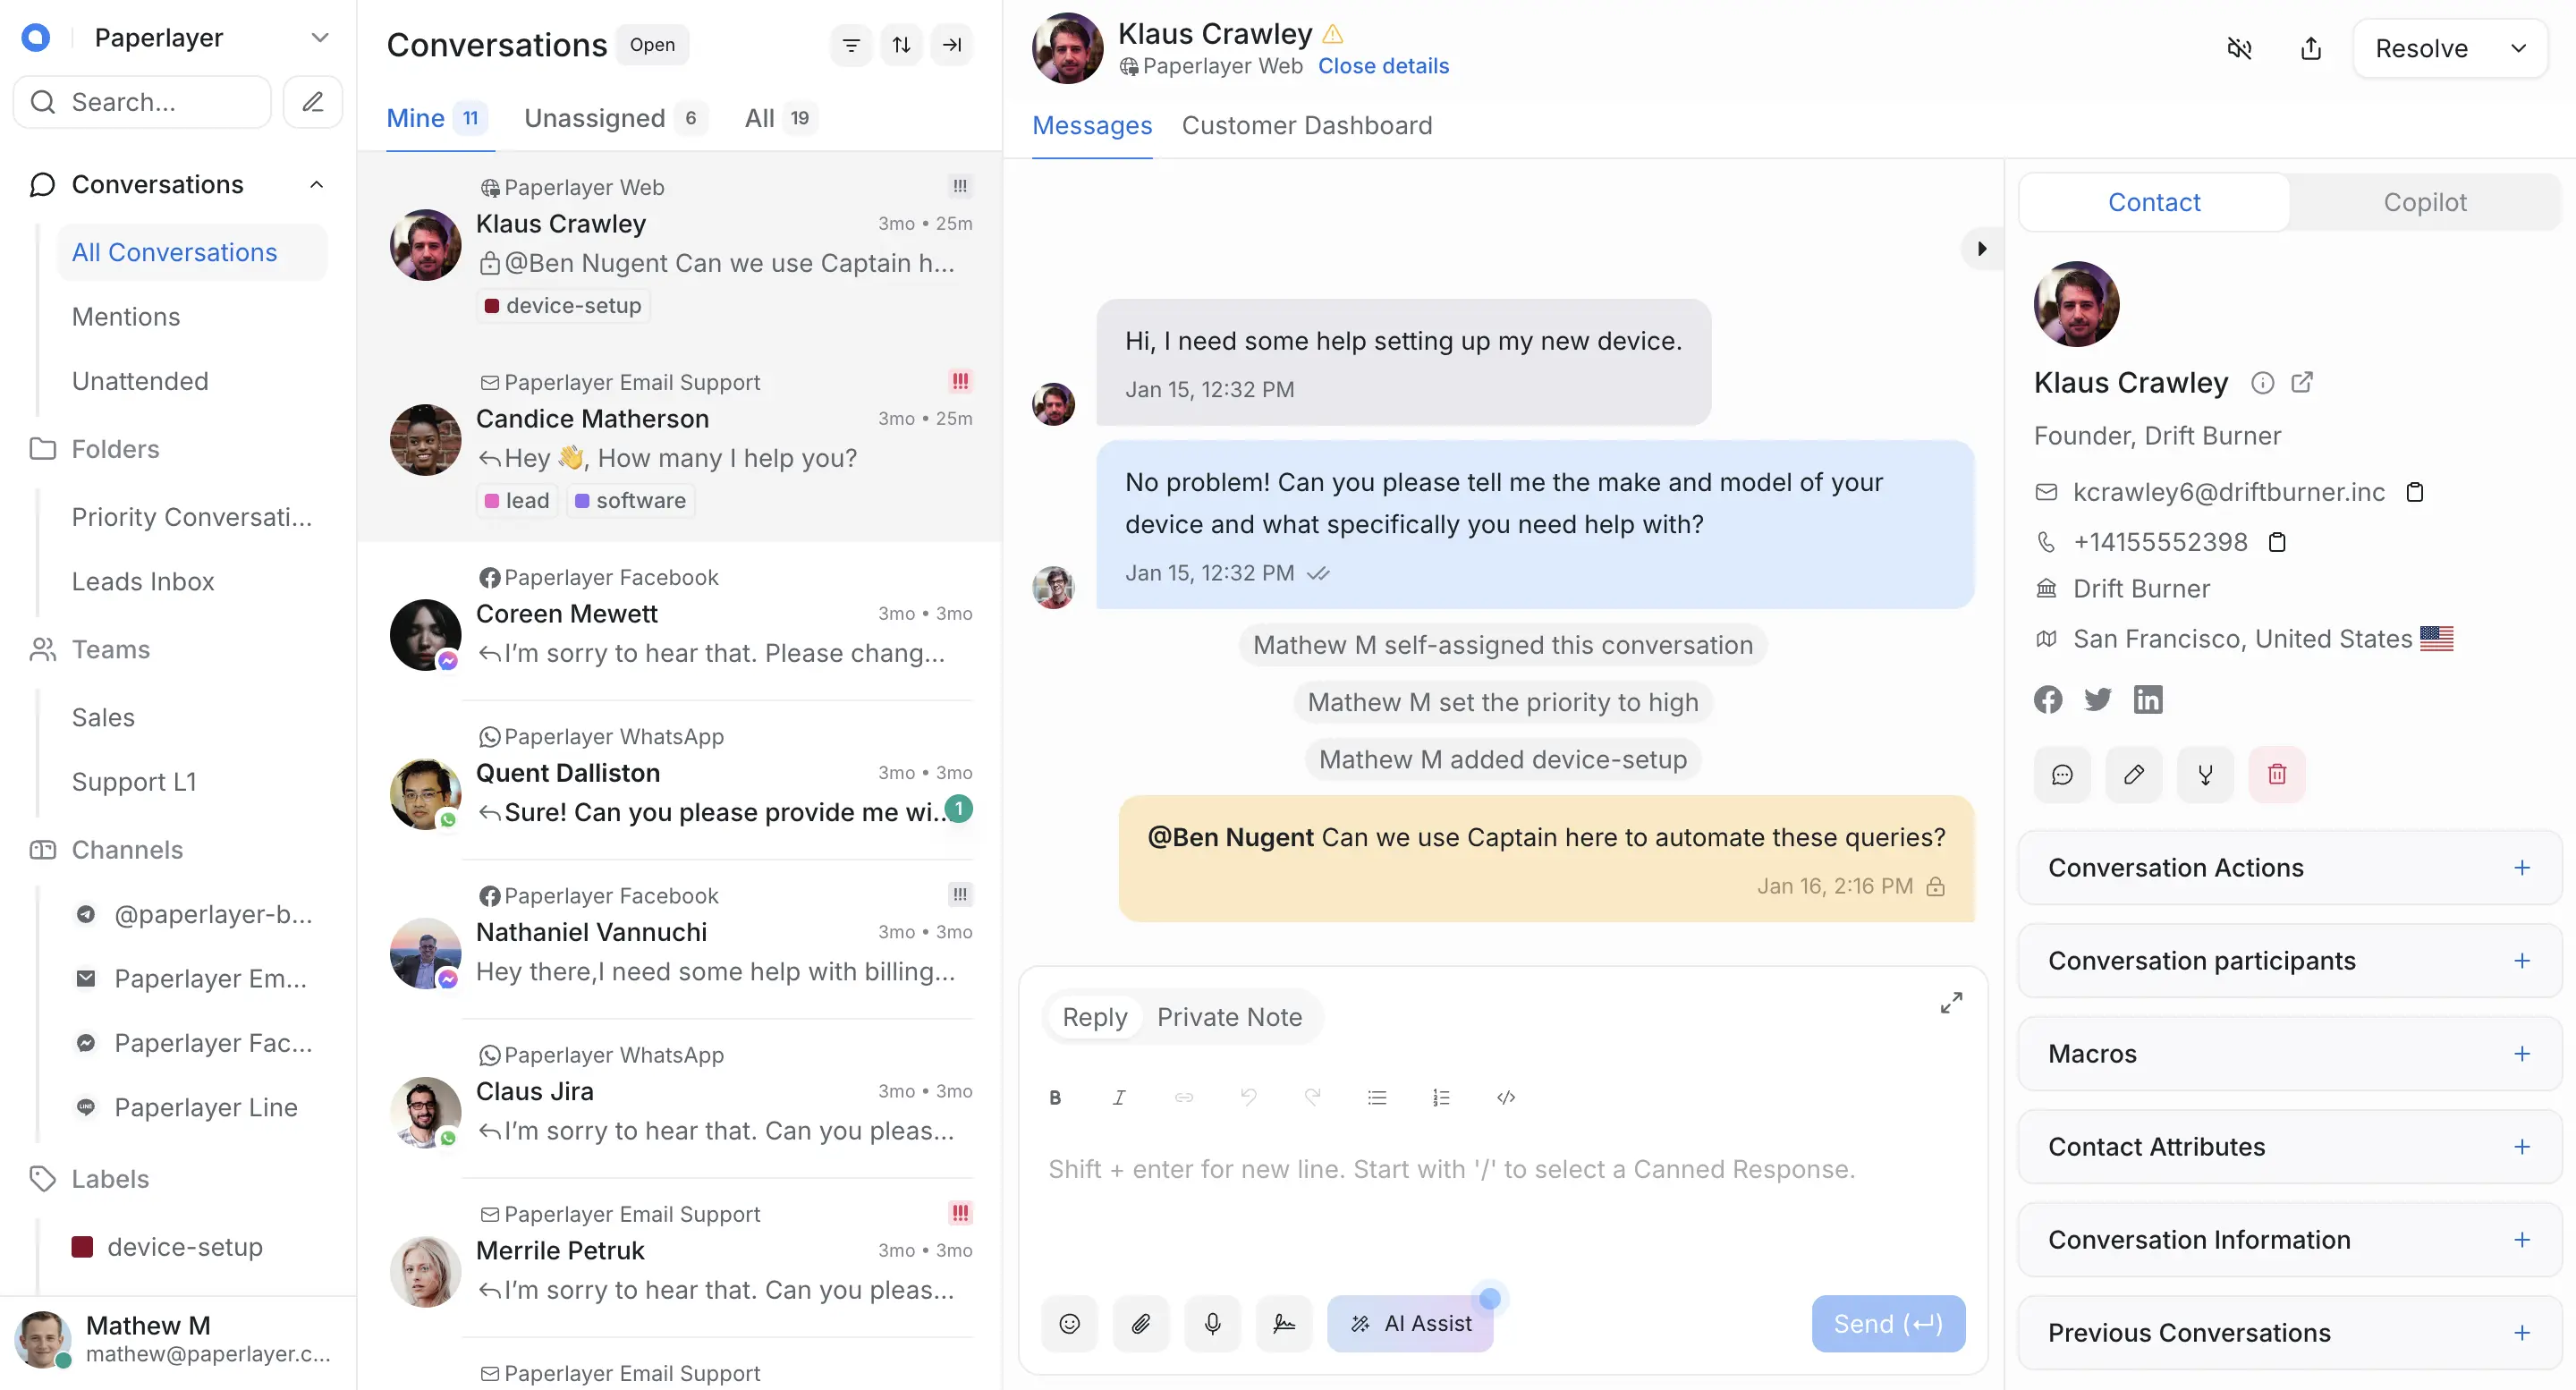 Paperlayer
Search...
Conversations
All Conversations
Mentions
Unattended
Folders
Priority Conversati...
Leads Inbox
Teams
Sales
Support L1
Channels
@paperlayer-b...
Paperlayer Em...
Paperlayer Fac...
LINE Paperlayer Line
Labels
device-setup
Mathew M
mathew@paperlayer.c...
Conversations Open
Mine 11 Unassigned 6 All 19
Paperlayer Web !!!
Klaus Crawley 3mo • 25m
@Ben Nugent Can we use Captain h...
device-setup
Paperlayer Email Support !!!
Candice Matherson 3mo • 25m
Hey 👋, How many I help you?
lead software
Paperlayer Facebook
Coreen Mewett 3mo • 3mo
I'm sorry to hear that. Please chang...
Paperlayer WhatsApp
Quent Dalliston 3mo • 3mo
Sure! Can you please provide me wi... 1
Paperlayer Facebook !!!
Nathaniel Vannuchi 3mo • 3mo
Hey there,I need some help with billing...
Paperlayer WhatsApp
Claus Jira 3mo • 3mo
I'm sorry to hear that. Can you pleas...
Paperlayer Email Support !!!
Merrile Petruk 3mo • 3mo
I'm sorry to hear that. Can you pleas...
Paperlayer Email Support
Klaus Crawley
Paperlayer Web Close details
Resolve
Messages Customer Dashboard
Hi, I need some help setting up my new device.
Jan 15, 12:32 PM
No problem! Can you please tell me the make and model of your
device and what specifically you need help with?
Jan 15, 12:32 PM
Mathew M self-assigned this conversation
Mathew M set the priority to high
Mathew M added device-setup
@Ben Nugent Can we use Captain here to automate these queries?
Jan 16, 2:16 PM
Reply Private Note
B I
Shift + enter for new line. Start with '/' to select a Canned Response.
AI Assist
Send (↵)
Contact Copilot
Klaus Crawley
Founder, Drift Burner
kcrawley6@driftburner.inc
+14155552398
Drift Burner
San Francisco, United States 🇺🇸
Conversation Actions +
Conversation participants +
Macros +
Contact Attributes +
Conversation Information +
Previous Conversations +